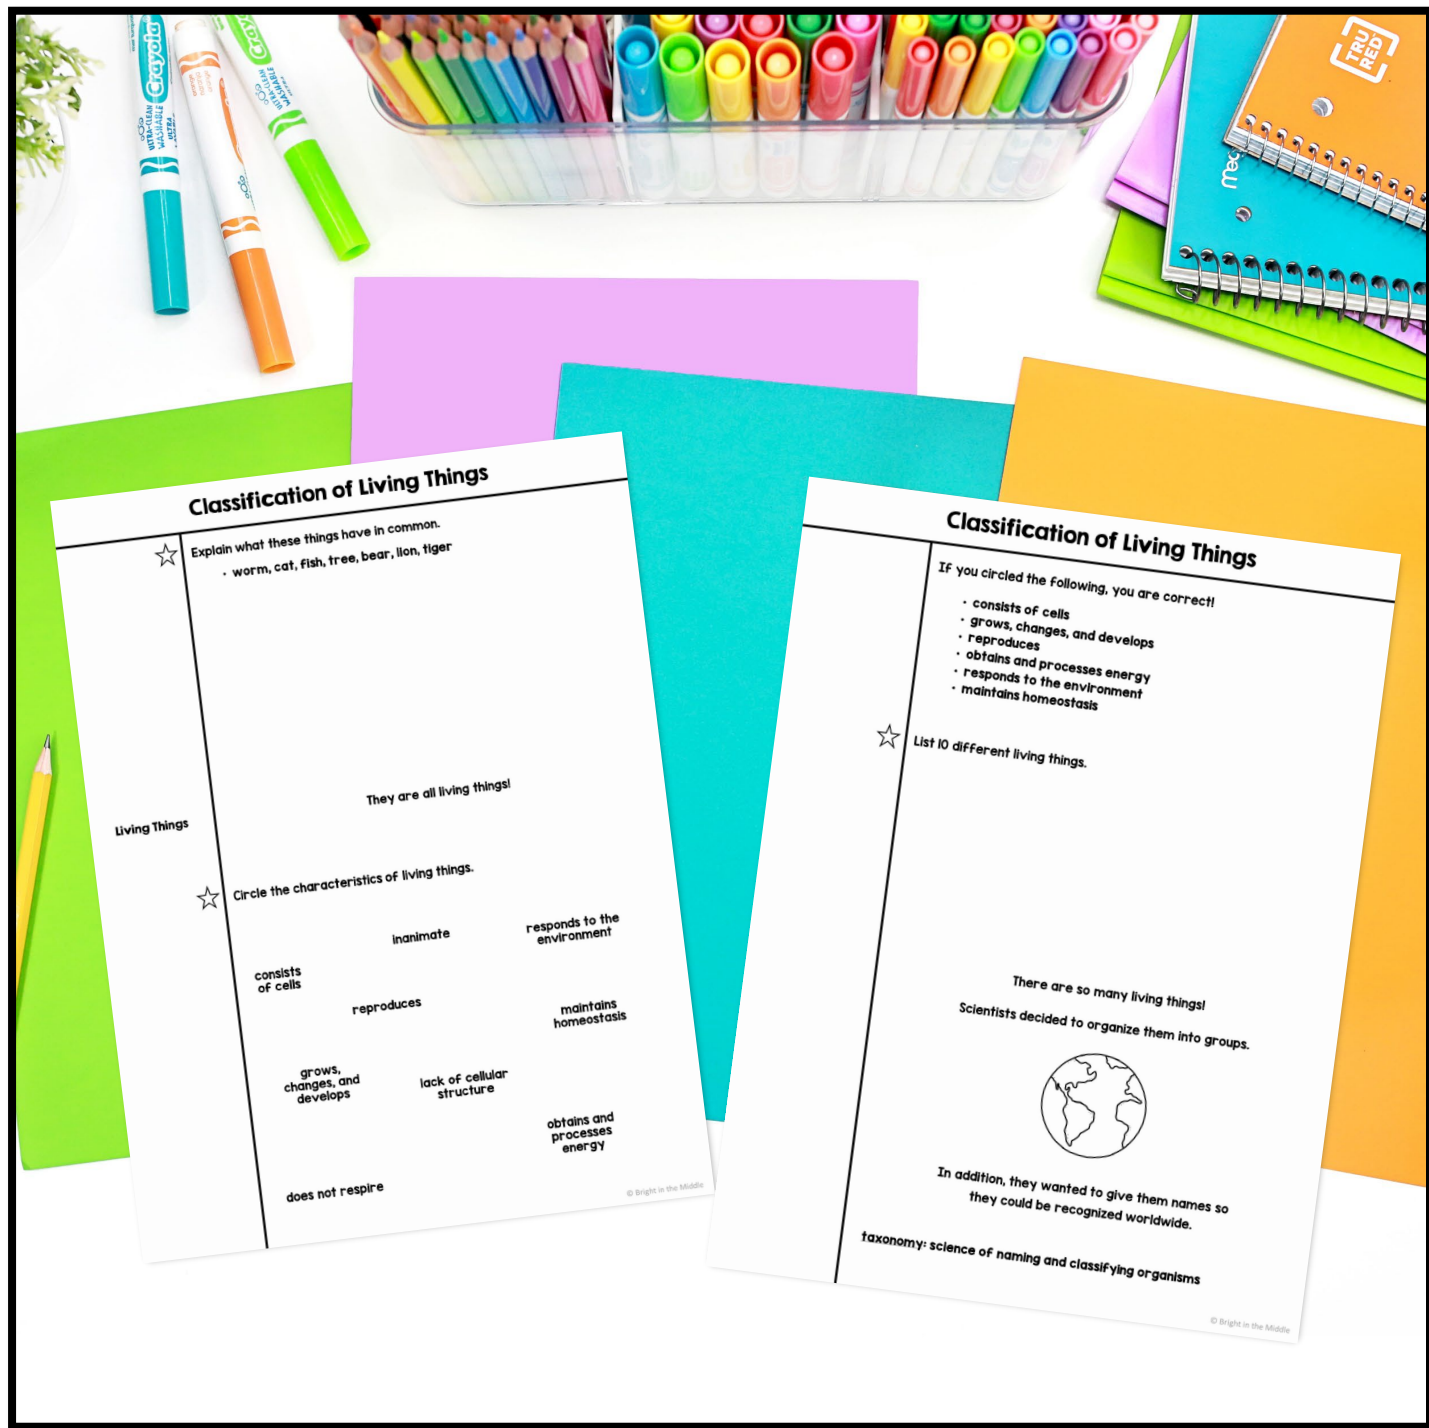 Crayola
ULTRA-CLEAN
WASHABLE
ULTRA
Crayola
ULTRA-CLEAN
WASHABLE
TRU
RED
Classification of Living Things
Explain what these things have in common.
• worm, cat, fish, tree, bear, lion, tiger
They are all living things!
Living Things
Circle the characteristics of living things.
inanimate
responds to the
environment
consists
of cells
reproduces
maintains
homeostasis
grows,
changes, and
develops
lack of cellular
structure
obtains and
processes
energy
does not respire
© Bright in the Middle
Classification of Living Things
If you circled the following, you are correct!
• consists of cells
• grows, changes, and develops
• reproduces
• obtains and processes energy
• responds to the environment
• maintains homeostasis
List 10 different living things.
There are so many living things!
Scientists decided to organize them into groups.
In addition, they wanted to give them names so
they could be recognized worldwide.
taxonomy: science of naming and classifying organisms
© Bright in the Middle